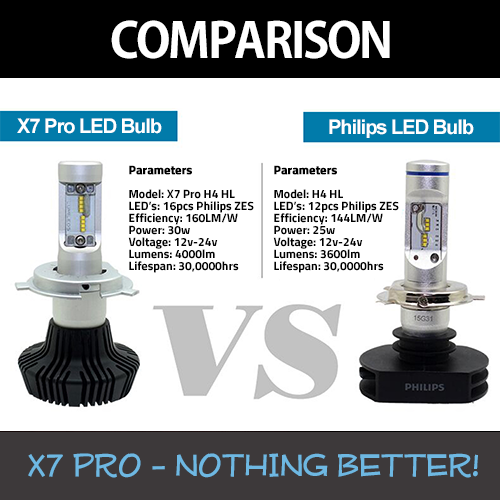 COMPARISON
X7 Pro LED Bulb
Philips LED Bulb
Parameters
Model: X7 Pro H4 HL
LED's: 16pcs Philips ZES
Efficiency: 160LM/W
Power: 30w
Voltage: 12v-24v
Lumens: 4000lm
Lifespan: 30,0000hrs
Parameters
Model: H4 HL
LED's: 12pcs Philips ZES
Efficiency: 144LM/W
Power: 25w
Voltage: 12v-24v
Lumens: 3600lm
Lifespan: 30,0000hrs
VS
15G31
PHILIPS
X7 PRO - NOTHING BETTER!